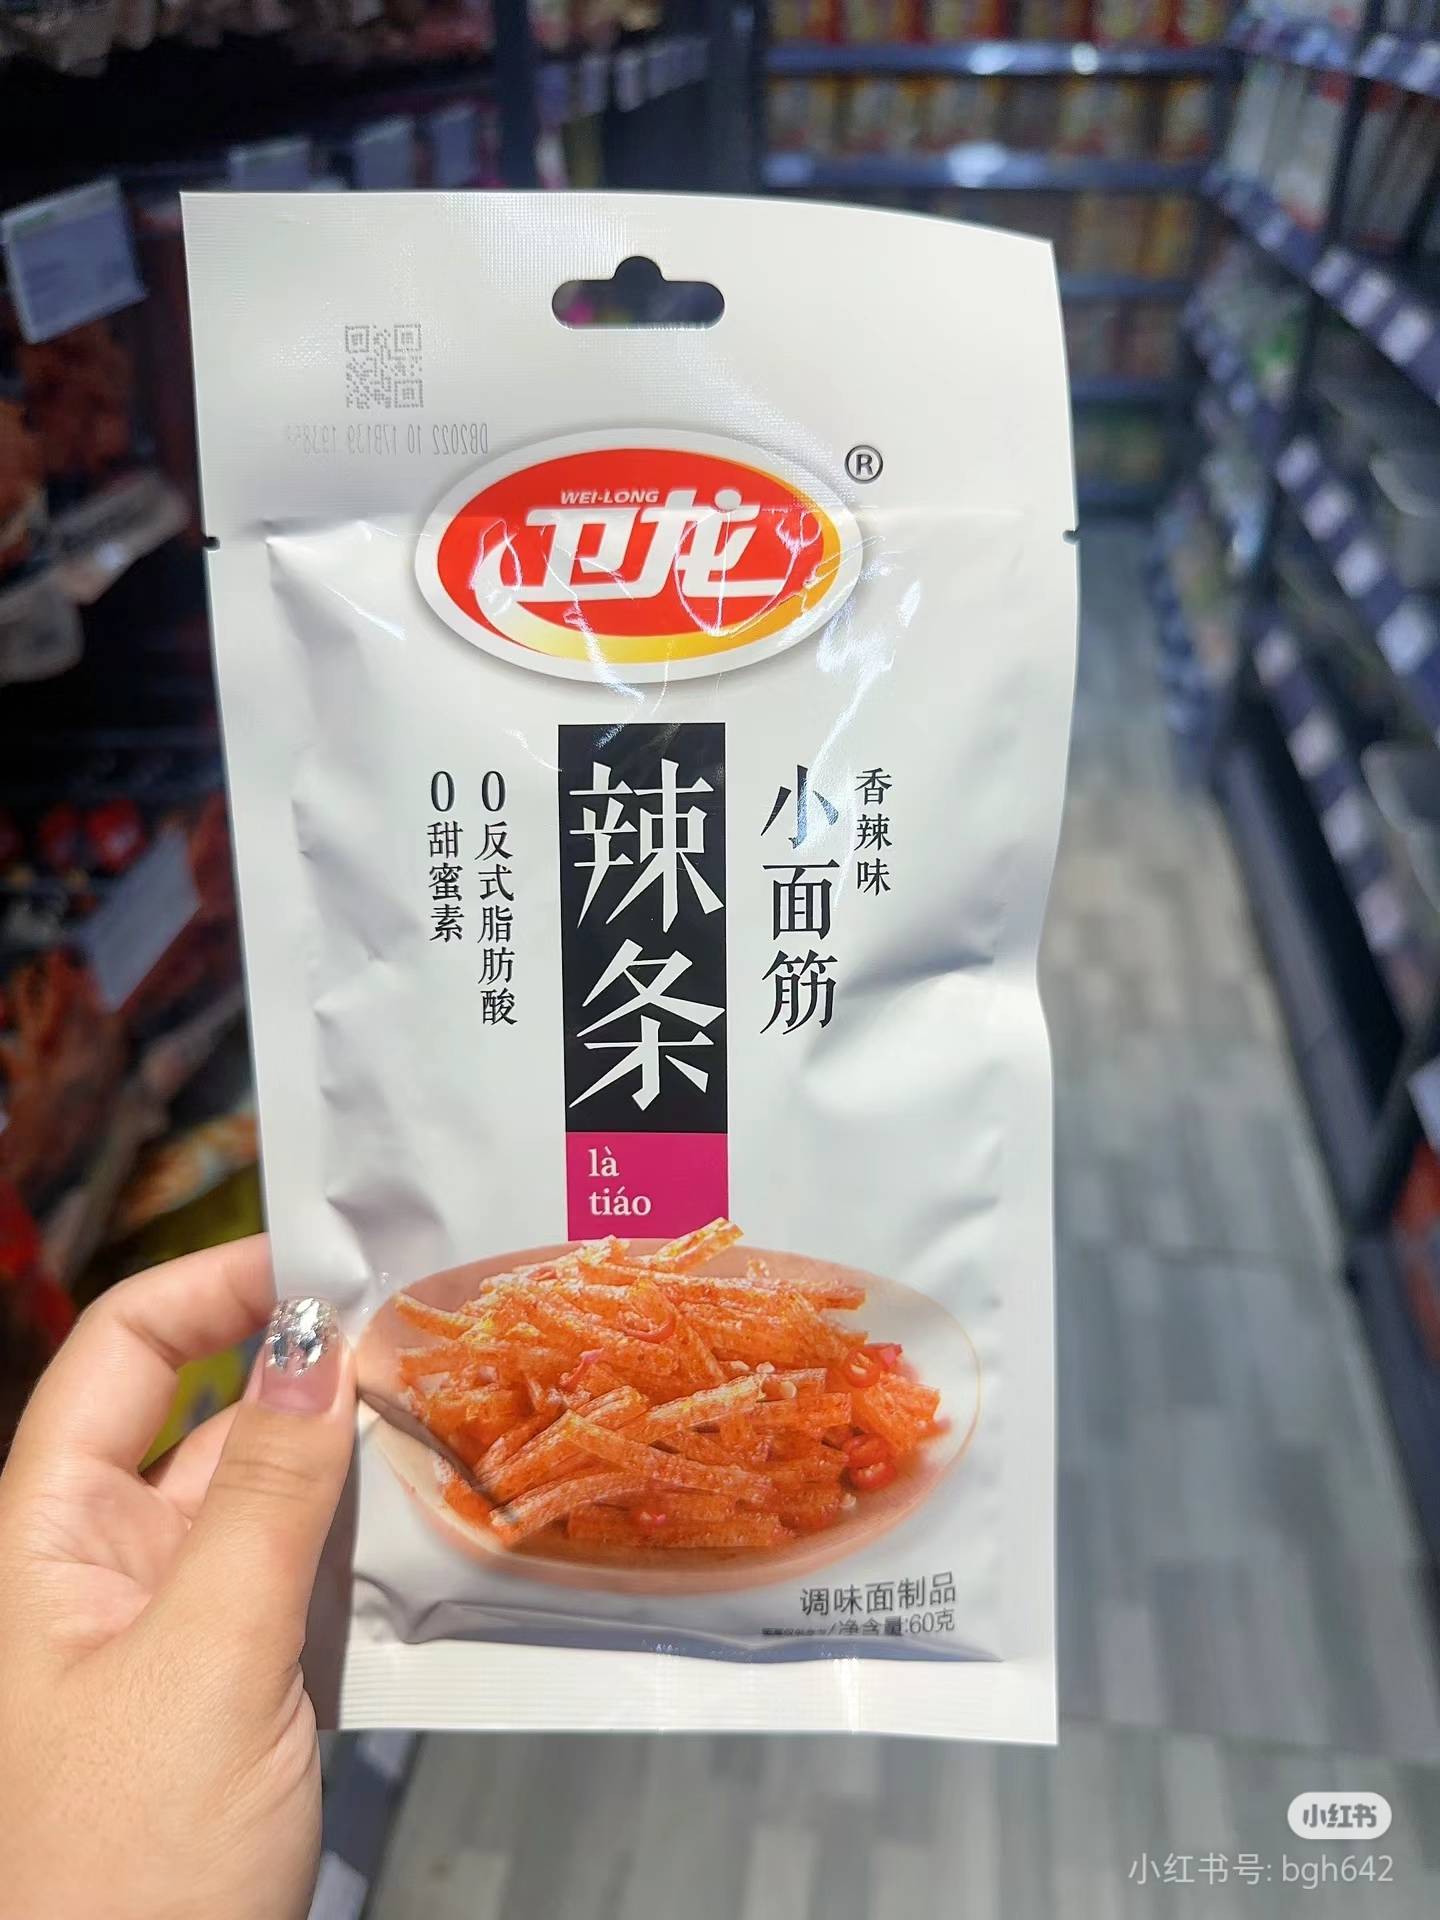 WEI-LONG
卫龙
®
香辣味
小面筋
辣条
là
tiáo
0反式脂肪酸
0甜蜜素
调味面制品
/净含量:60克
小红书
小红书号: bgh642